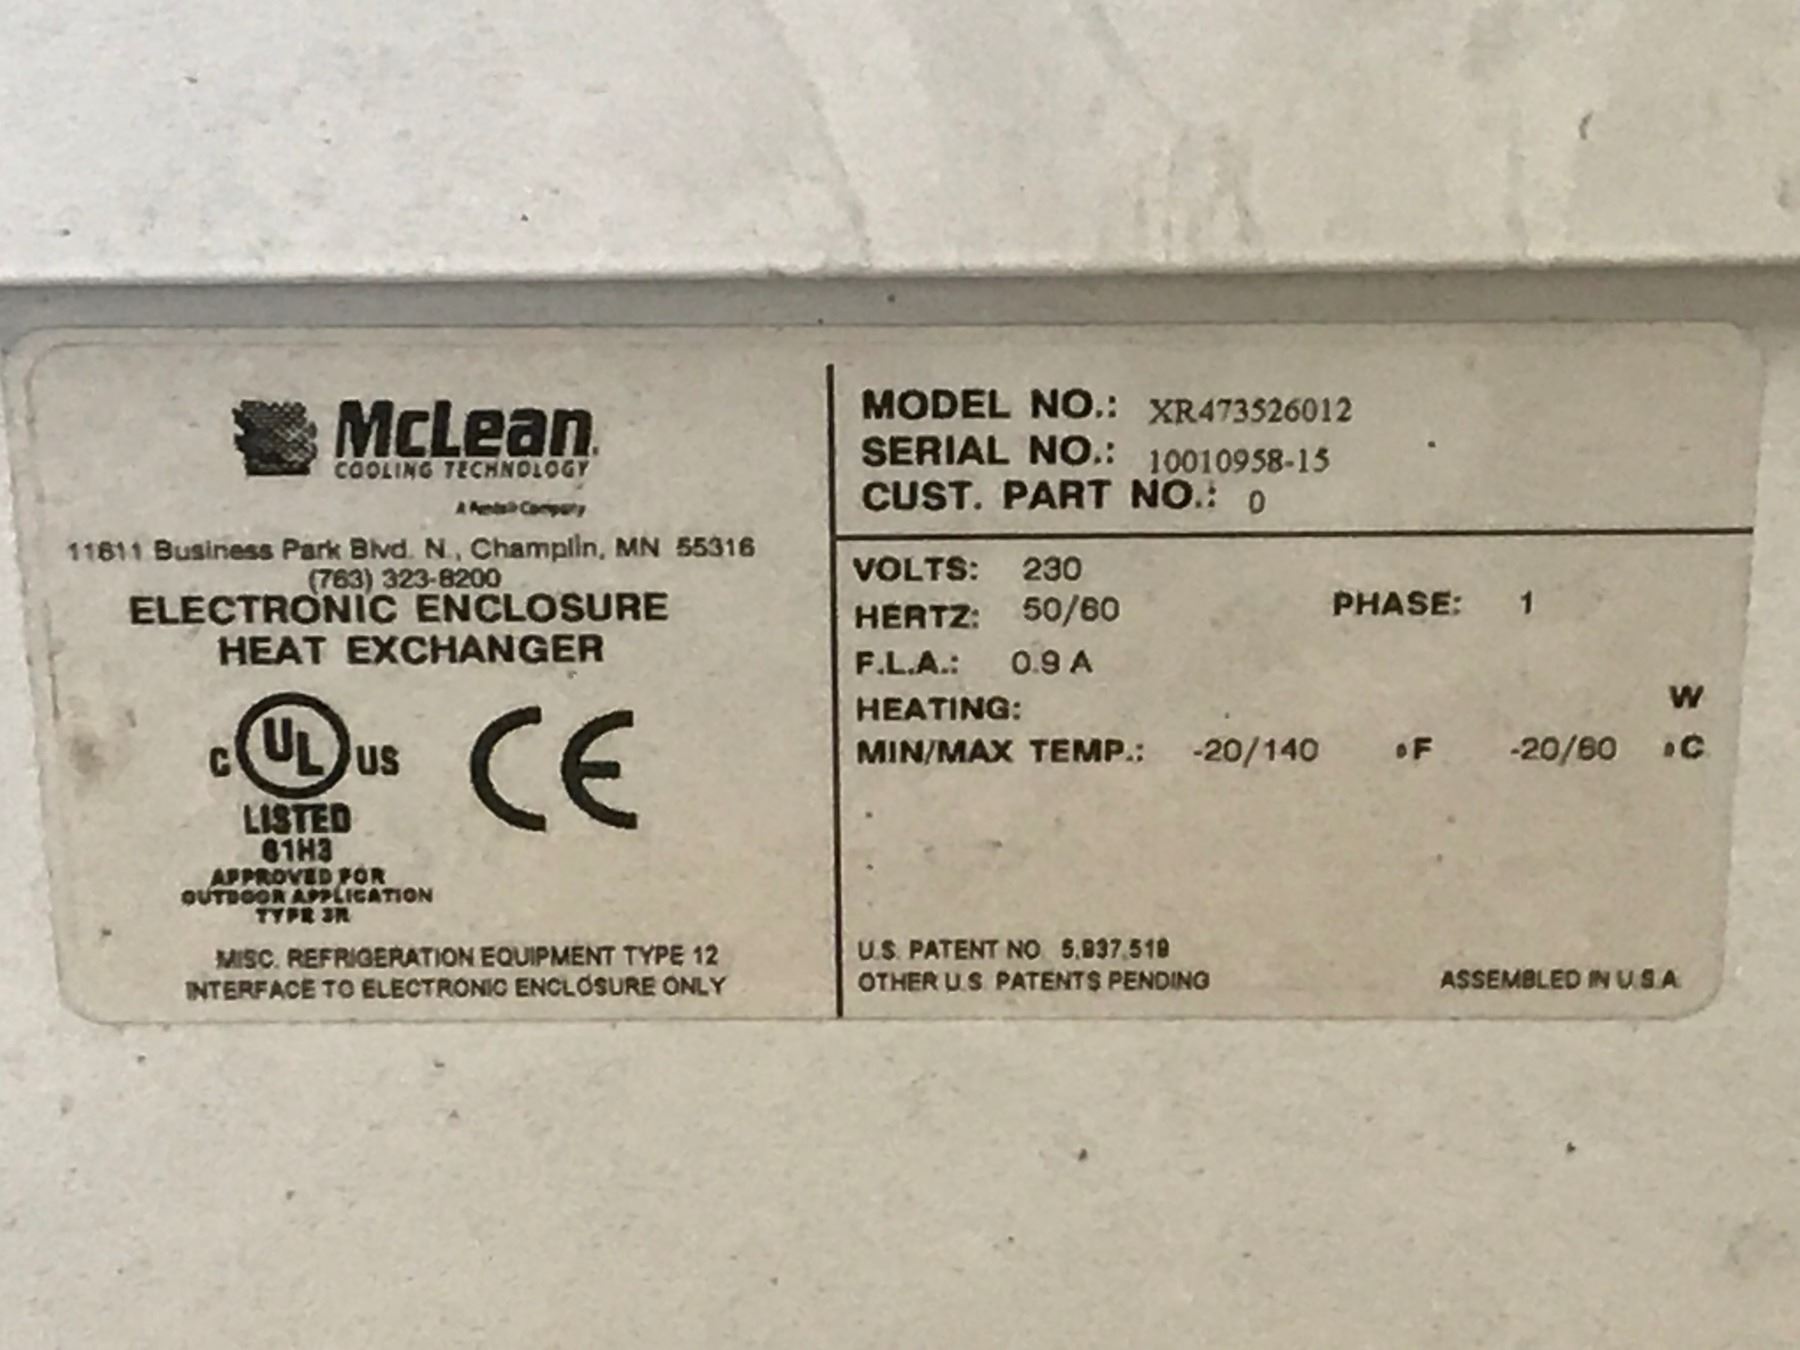 McLean.
COOLING TECHNOLOGY
A Pentair Company
11611 Business Park Blvd. N., Champlin, MN 55316
(763) 323-8200
ELECTRONIC ENCLOSURE
HEAT EXCHANGER
C UL US
CE
LISTED
61H3
APPROVED FOR
OUTDOOR APPLICATION
TYPE 3R
MISC. REFRIGERATION EQUIPMENT TYPE 12
INTERFACE TO ELECTRONIC ENCLOSURE ONLY
MODEL NO.: XR473526012
SERIAL NO.: 10010958-15
CUST. PART NO.: 0
VOLTS: 230
HERTZ: 50/60 PHASE: 1
F.L.A.: 0.9 A
HEATING: W
MIN/MAX TEMP.: -20/140 °F -20/60 °C
U.S. PATENT NO
OTHER U.S. PATENTS PENDING
ASSEMBLED IN U.S.A.